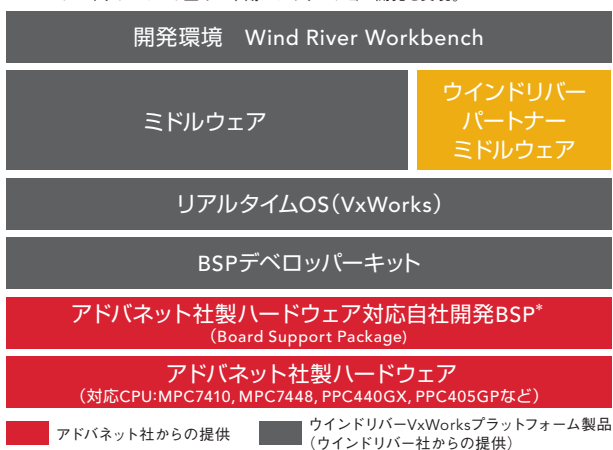 開発環境　Wind River Workbench
ミドルウェア
ウインドリバー
パートナー
ミドルウェア
リアルタイムOS（VxWorks）
BSPデベロッパーキット
アドバネット社製ハードウェア対応自社開発BSP*
（Board Support Package)
アドバネット社製ハードウェア
（対応CPU：MPC7410, MPC7448, PPC440GX, PPC405GPなど）
アドバネット社からの提供
ウインドリバーVxWorksプラットフォーム製品
（ウインドリバー社からの提供）